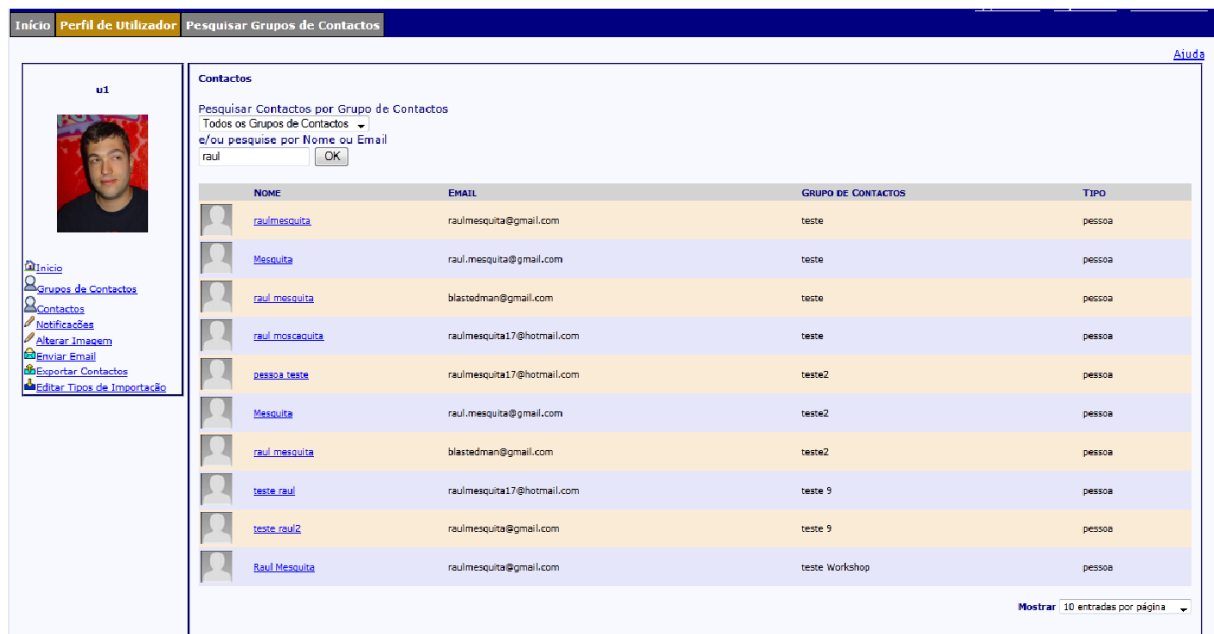 Início Perfil de Utilizador Pesquisar Grupos de Contactos
Ajuda
u1
Início
Grupos de Contactos
Contactos
Notificações
Alterar Imagem
Enviar Email
Exportar Contactos
Editar Tipos de Importação
Contactos
Pesquisar Contactos por Grupo de Contactos
Todos os Grupos de Contactos
e/ou pesquise por Nome ou Email
raul OK
NOME EMAIL GRUPO DE CONTACTOS TIPO
raulmesquita raulmesquita@gmail.com teste pessoa
Mesquita raul.mesquita@gmail.com teste pessoa
raul mesquita blastedman@gmail.com teste pessoa
raul moscaquita raulmesquita17@hotmail.com teste pessoa
pessoa teste raulmesquita17@hotmail.com teste2 pessoa
Mesquita raul.mesquita@gmail.com teste2 pessoa
raul mesquita blastedman@gmail.com teste2 pessoa
teste raul raulmesquita17@hotmail.com teste 9 pessoa
teste raul2 raulmesquita@gmail.com teste 9 pessoa
Raul Mesquita raulmesquita@gmail.com teste Workshop pessoa
Mostrar 10 entradas por página